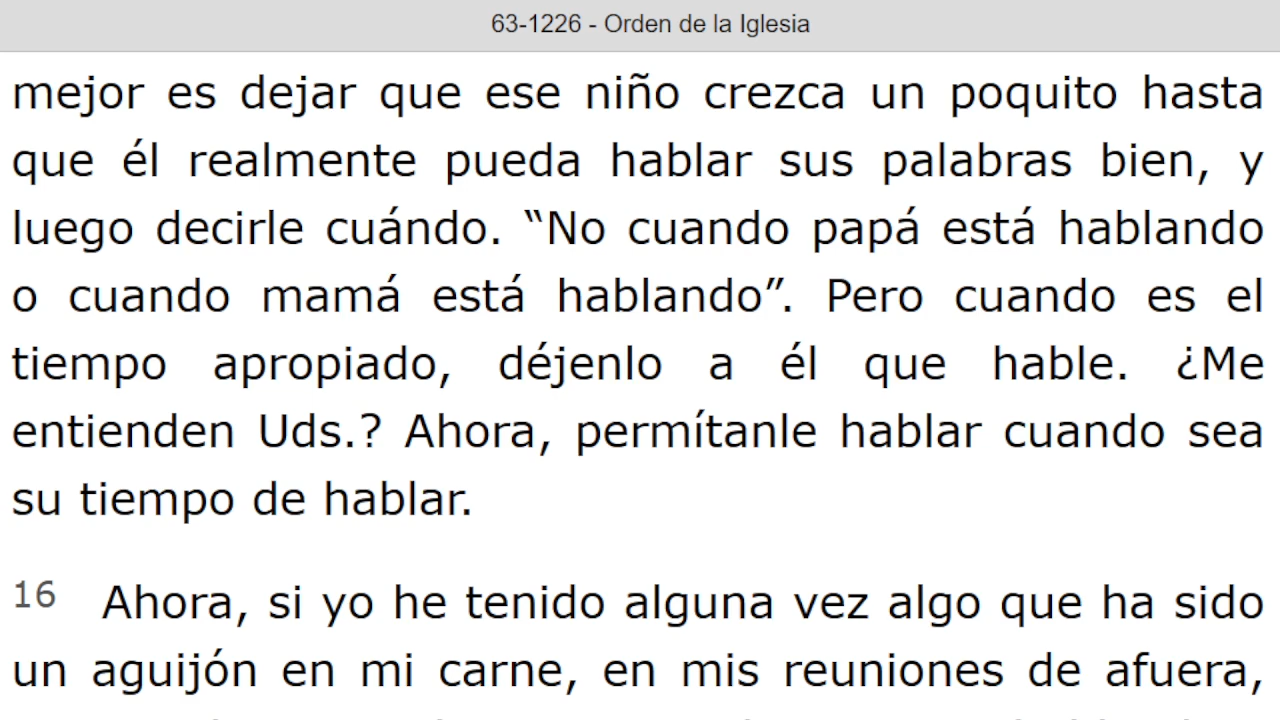 63-1226 - Orden de la Iglesia
mejor es dejar que ese niño crezca un poquito hasta
que él realmente pueda hablar sus palabras bien, y
luego decirle cuándo. “No cuando papá está hablando
o cuando mamá está hablando”. Pero cuando es el
tiempo apropiado, déjenlo a él que hable. ¿Me
entienden Uds.? Ahora, permítanle hablar cuando sea
su tiempo de hablar.
16 Ahora, si yo he tenido alguna vez algo que ha sido
un aguijón en mi carne, en mis reuniones de afuera,